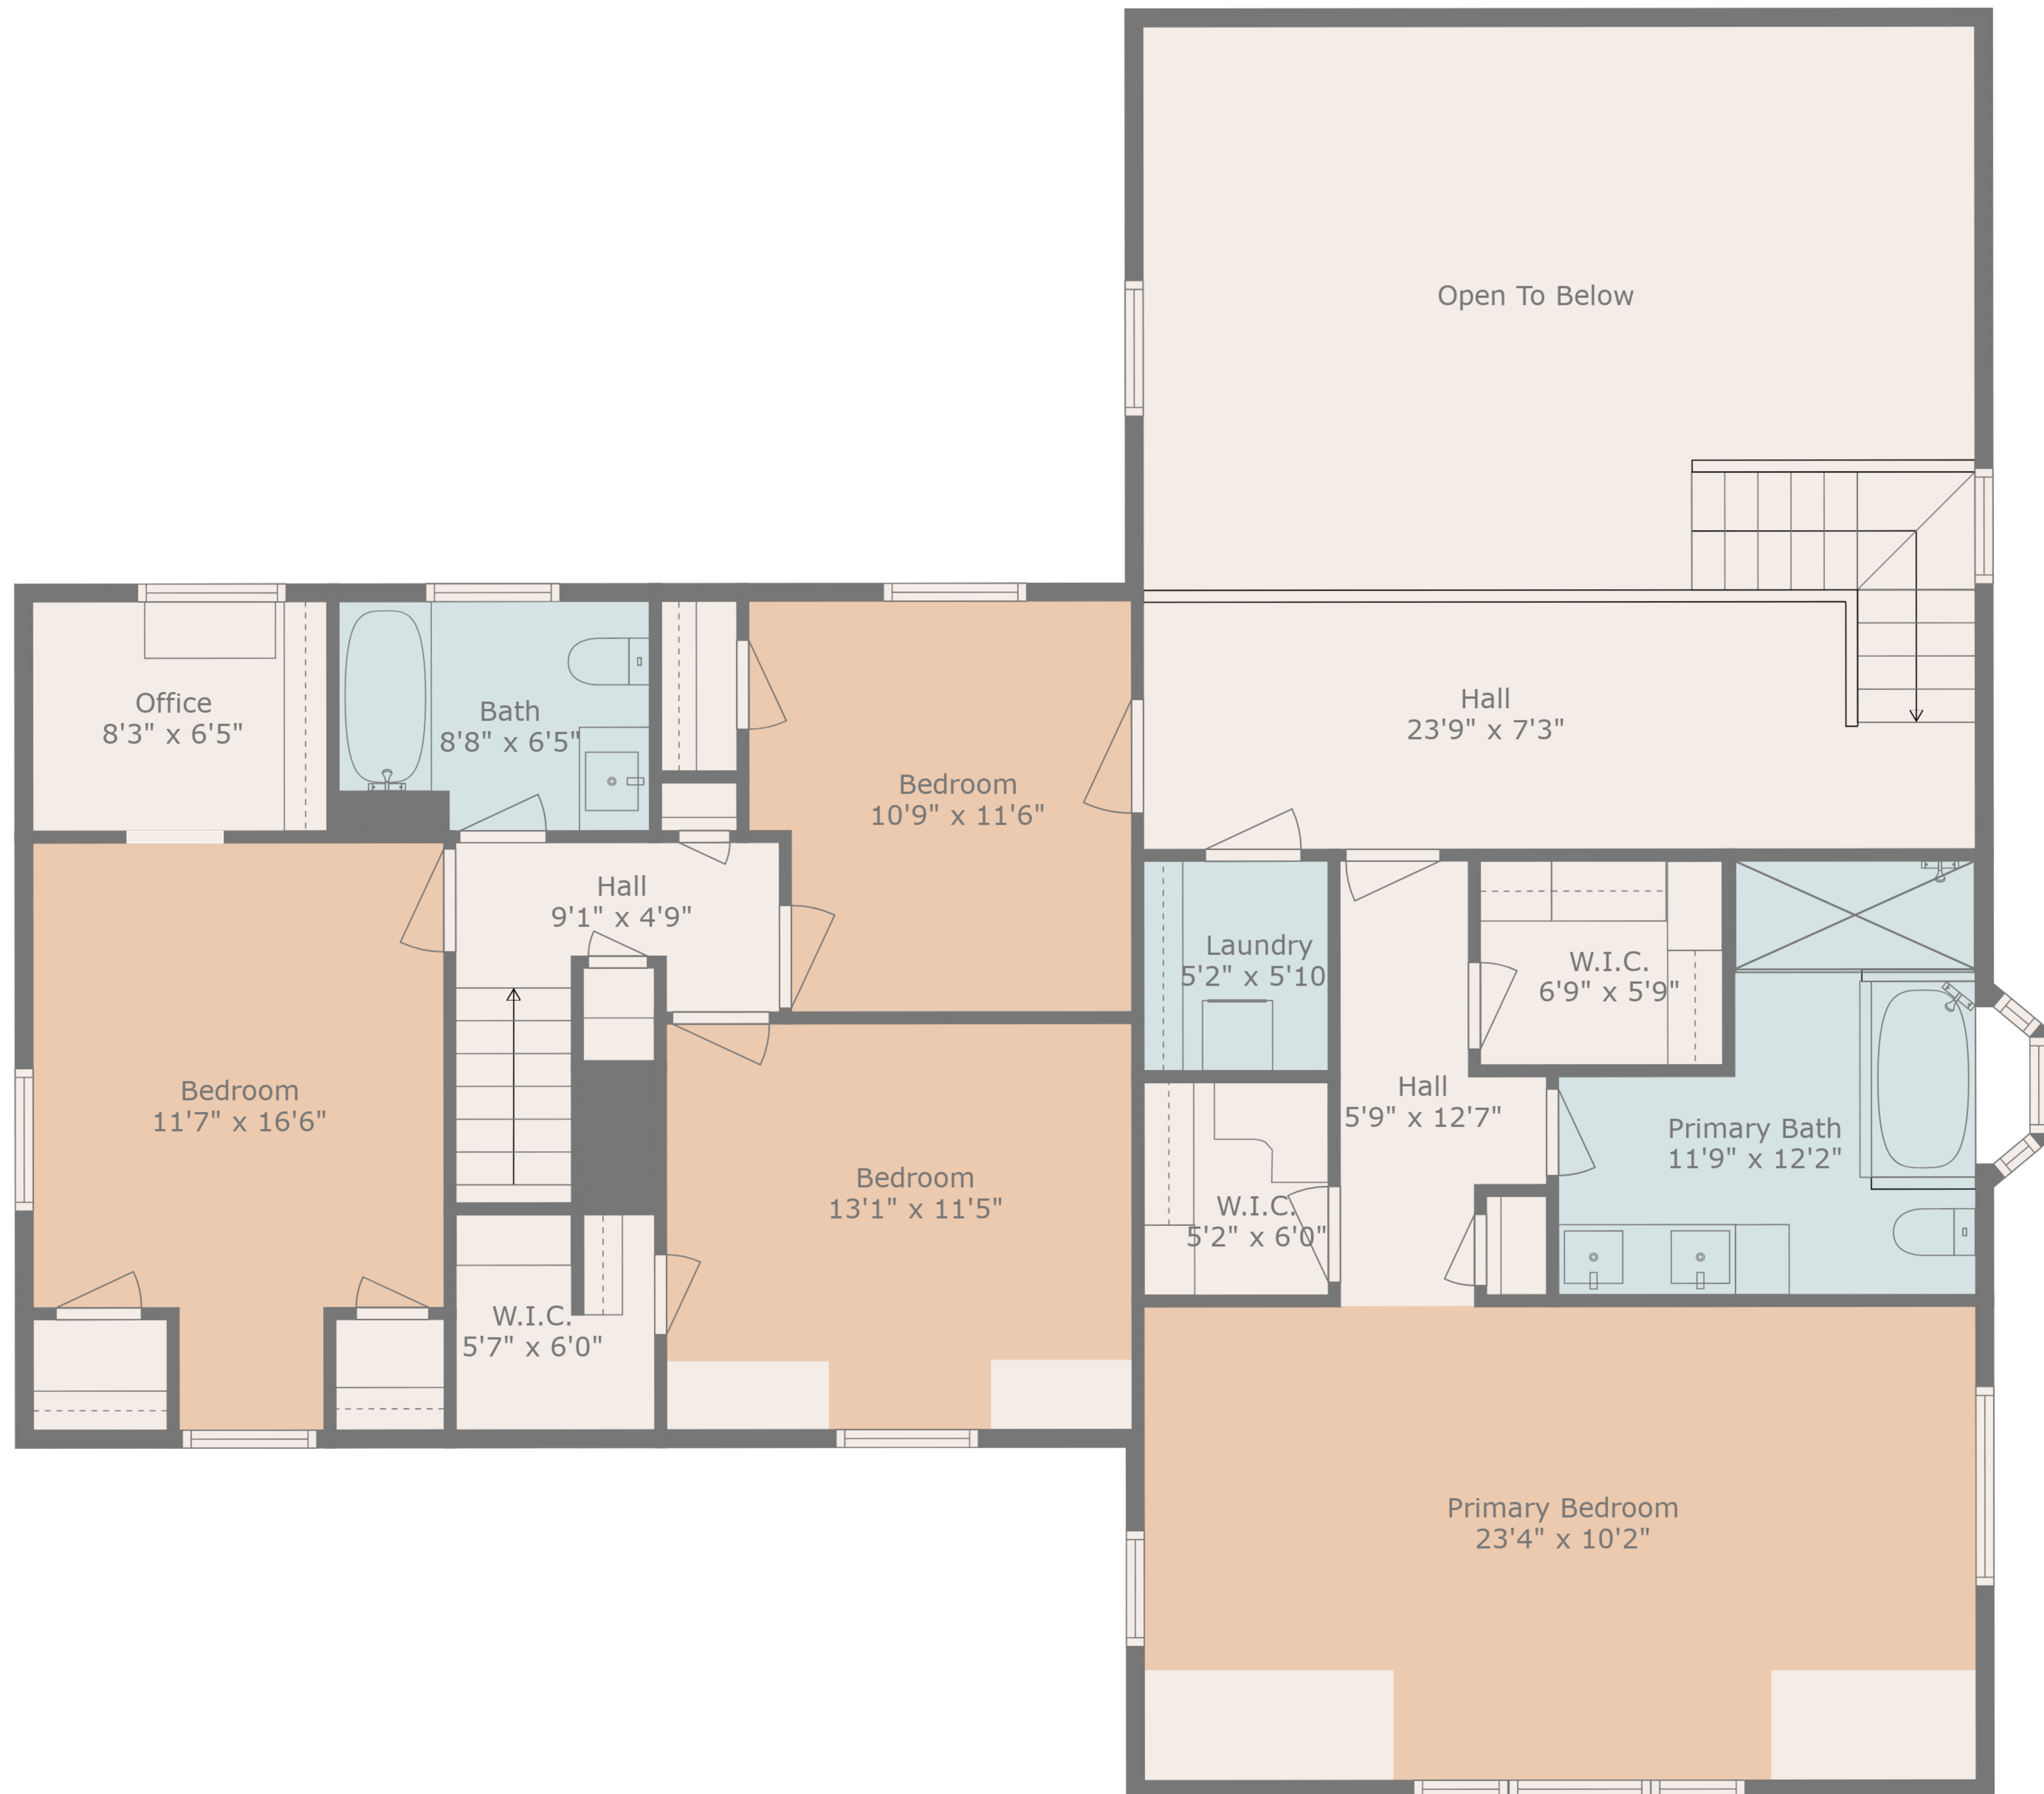 Open To Below
Office
8'3" x 6'5"
Bath
8'8" x 6'5"
Bedroom
10'9" x 11'6"
Hall
23'9" x 7'3"
Hall
9'1" x 4'9"
Laundry
5'2" x 5'10
W.I.C.
6'9" x 5'9"
Bedroom
11'7" x 16'6"
Hall
5'9" x 12'7"
Primary Bath
11'9" x 12'2"
Bedroom
13'1" x 11'5"
W.I.C.
5'2" x 6'0"
W.I.C.
5'7" x 6'0"
Primary Bedroom
23'4" x 10'2"